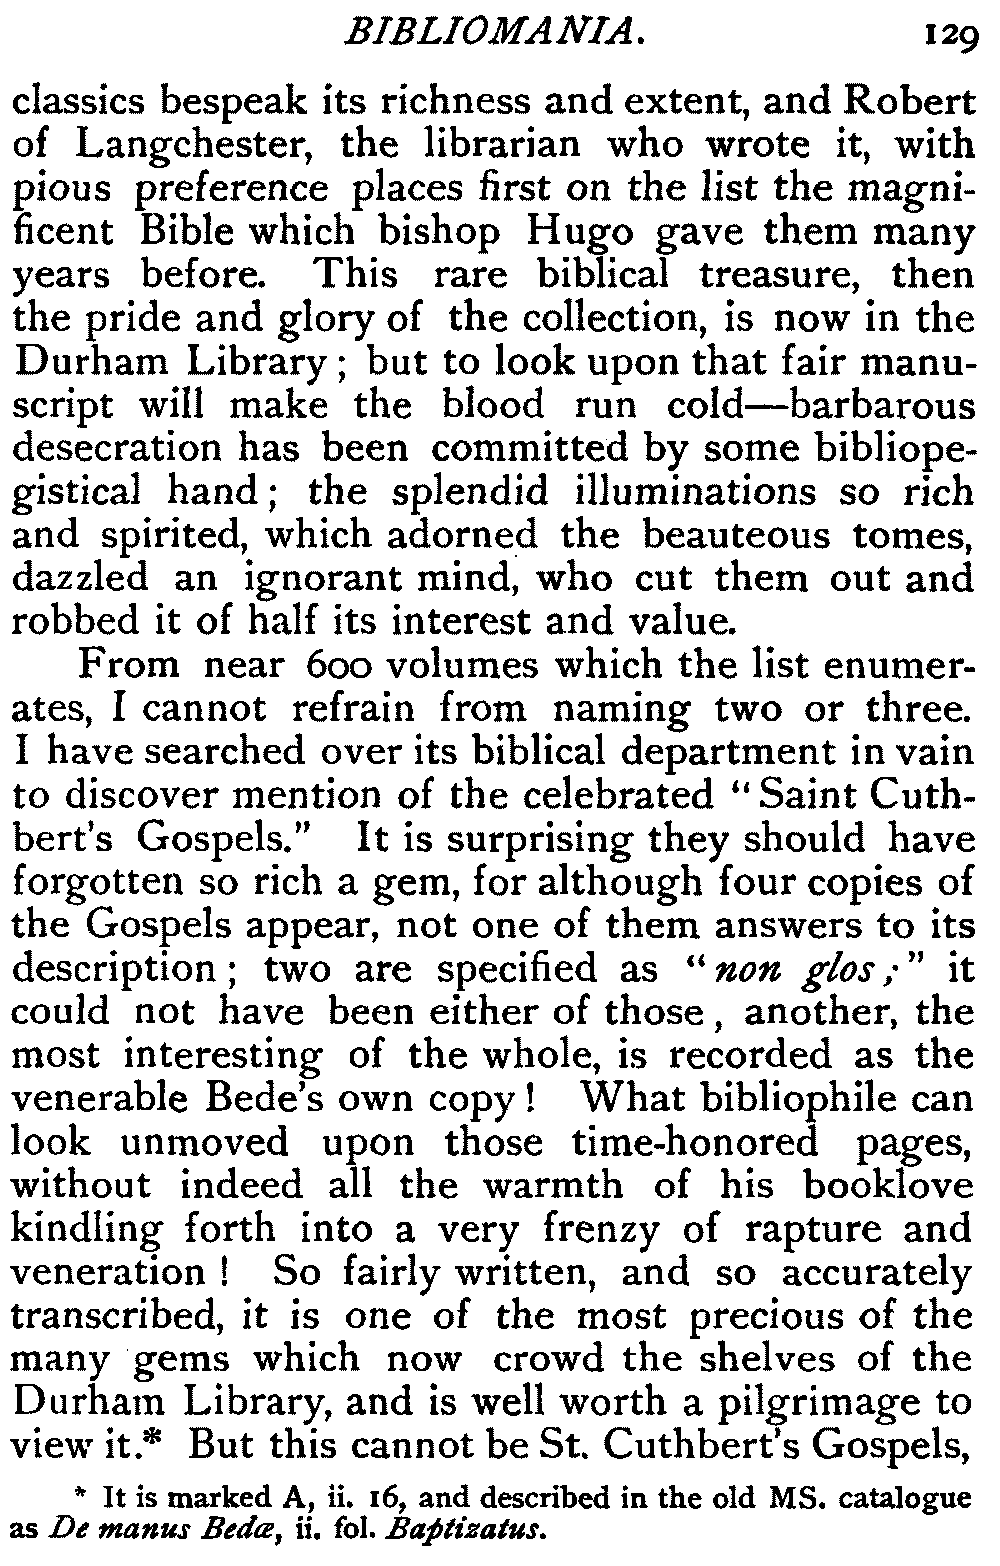 BIBLIOMANIA. 129
classics bespeak its richness and extent, and Robert
of Langchester, the librarian who wrote it, with
pious preference places first on the list the magni-
ficent Bible which bishop Hugo gave them many
years before. This rare biblical treasure, then
the pride and glory of the collection, is now in the
Durham Library ; but to look upon that fair manu-
script will make the blood run cold—barbarous
desecration has been committed by some bibliope-
gistical hand ; the splendid illuminations so rich
and spirited, which adorned the beauteous tomes,
dazzled an ignorant mind, who cut them out and
robbed it of half its interest and value.
From near 600 volumes which the list enumer-
ates, I cannot refrain from naming two or three.
I have searched over its biblical department in vain
to discover mention of the celebrated “ Saint Cuth-
bert's Gospels.” It is surprising they should have
forgotten so rich a gem, for although four copies of
the Gospels appear, not one of them answers to its
description ; two are specified as “ non glos ; ” it
could not have been either of those , another, the
most interesting of the whole, is recorded as the
venerable Bede's own copy ! What bibliophile can
look unmoved upon those time-honored pages,
without indeed all the warmth of his booklove
kindling forth into a very frenzy of rapture and
veneration ! So fairly written, and so accurately
transcribed, it is one of the most precious of the
many gems which now crowd the shelves of the
Durham Library, and is well worth a pilgrimage to
view it.* But this cannot be St. Cuthbert's Gospels,
* It is marked A, ii. 16, and described in the old MS. catalogue
as De manus Bedæ, ii. fol. Baptizatus.